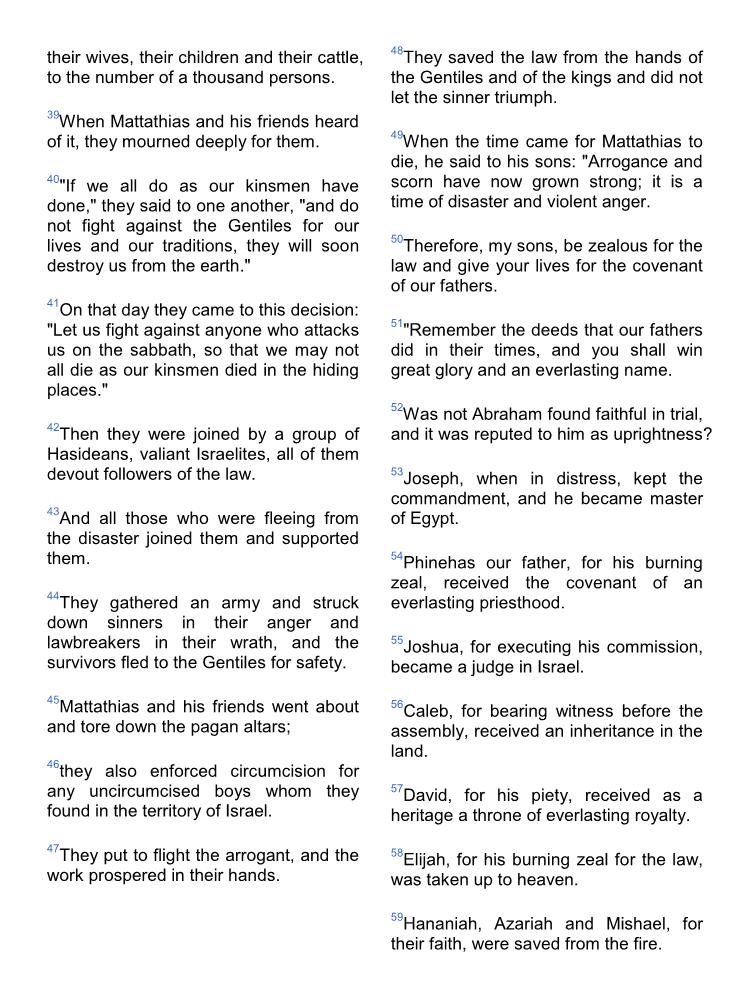 their wives, their children and their cattle,
to the number of a thousand persons.
39When Mattathias and his friends heard
of it, they mourned deeply for them.
40"If we all do as our kinsmen have
done," they said to one another, "and do
not fight against the Gentiles for our
lives and our traditions, they will soon
destroy us from the earth."
41On that day they came to this decision:
"Let us fight against anyone who attacks
us on the sabbath, so that we may not
all die as our kinsmen died in the hiding
places."
42Then they were joined by a group of
Hasideans, valiant Israelites, all of them
devout followers of the law.
43And all those who were fleeing from
the disaster joined them and supported
them.
44They gathered an army and struck
down sinners in their anger and
lawbreakers in their wrath, and the
survivors fled to the Gentiles for safety.
45Mattathias and his friends went about
and tore down the pagan altars;
46they also enforced circumcision for
any uncircumcised boys whom they
found in the territory of Israel.
47They put to flight the arrogant, and the
work prospered in their hands.
48They saved the law from the hands of
the Gentiles and of the kings and did not
let the sinner triumph.
49When the time came for Mattathias to
die, he said to his sons: "Arrogance and
scorn have now grown strong; it is a
time of disaster and violent anger.
50Therefore, my sons, be zealous for the
law and give your lives for the covenant
of our fathers.
51"Remember the deeds that our fathers
did in their times, and you shall win
great glory and an everlasting name.
52Was not Abraham found faithful in trial,
and it was reputed to him as uprightness?
53Joseph, when in distress, kept the
commandment, and he became master
of Egypt.
54Phinehas our father, for his burning
zeal, received the covenant of an
everlasting priesthood.
55Joshua, for executing his commission,
became a judge in Israel.
56Caleb, for bearing witness before the
assembly, received an inheritance in the
land.
57David, for his piety, received as a
heritage a throne of everlasting royalty.
58Elijah, for his burning zeal for the law,
was taken up to heaven.
59Hananiah, Azariah and Mishael, for
their faith, were saved from the fire.